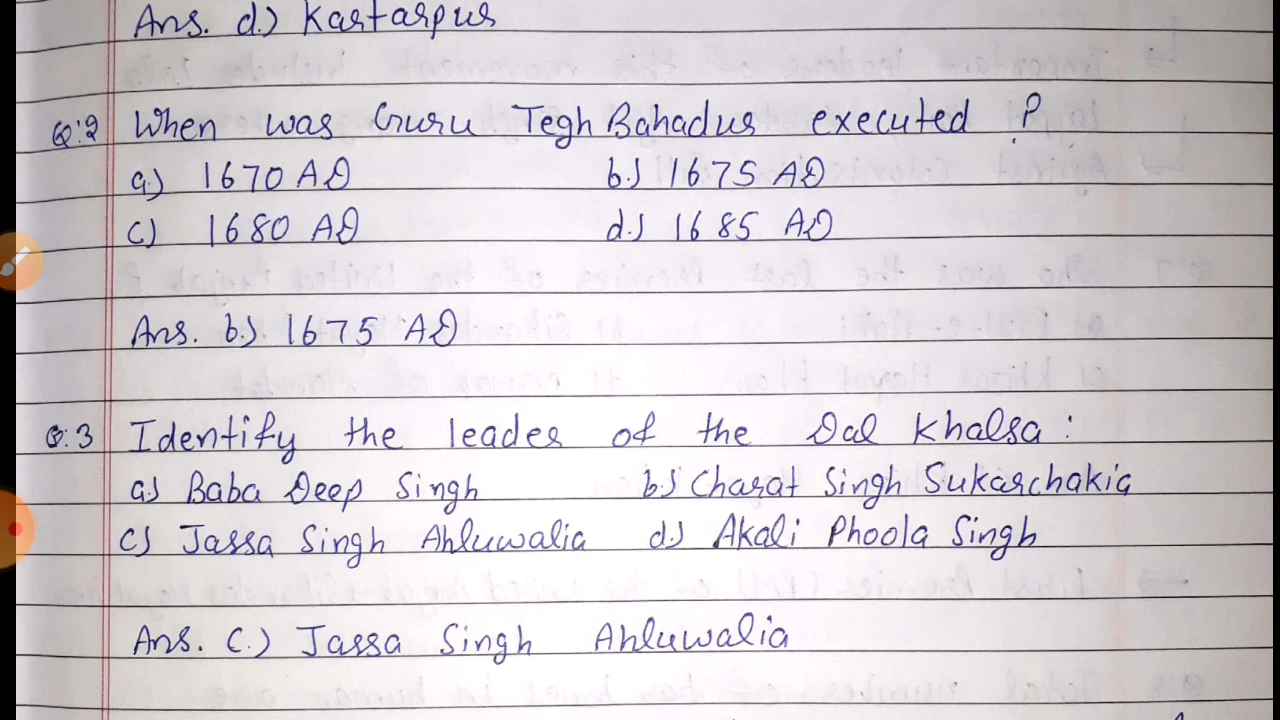 Ans. d.) Kartarpur
Q:2 When was Guru Tegh Bahadur executed ?
a.) 1670 AD b.) 1675 AD
c) 1680 AD d.) 1685 AD
Ans. b.) 1675 AD
Q:3 Identify the leader of the Dal Khalsa :
a.) Baba Deep Singh b.) Charat Singh Sukarchakia
c) Jassa Singh Ahluwalia d.) Akali Phoola Singh
Ans. C.) Jassa Singh Ahluwalia